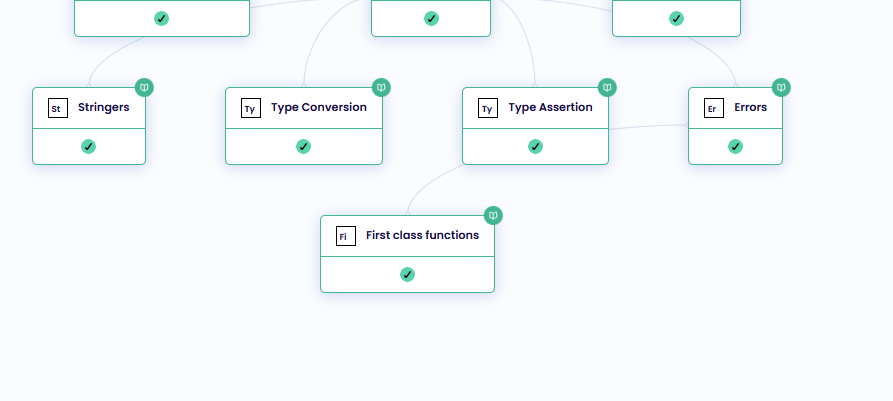 St Stringers
Ty Type Conversion
Ty Type Assertion
Er Errors
Fi First class functions